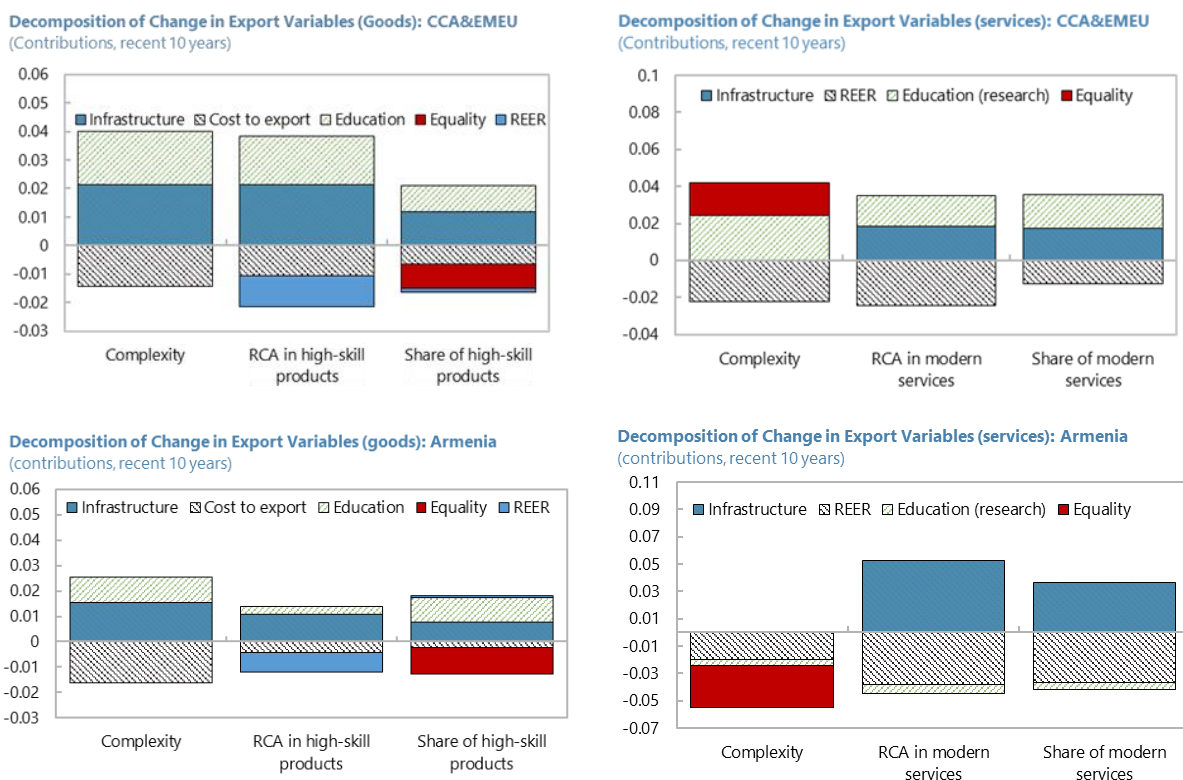 Decomposition of Change in Export Variables (Goods): CCA&EMEU
(Contributions, recent 10 years)
0.06
0.05
0.04
0.03
0.02
0.01
0
-0.01
-0.02
-0.03
Infrastructure Cost to export Education Equality REER
Complexity
RCA in high-skill
products
Share of high-skill
products
Decomposition of Change in Export Variables (services): CCA&EMEU
(Contributions, recent 10 years)
0.1
0.08
0.06
0.04
0.02
0
-0.02
-0.04
Infrastructure REER Education (research) Equality
Complexity
RCA in modern
services
Share of modern
services
Decomposition of Change in Export Variables (goods): Armenia
(contributions, recent 10 years)
0.06
0.05
0.04
0.03
0.02
0.01
0
-0.01
-0.02
-0.03
Infrastructure Cost to export Education Equality REER
Complexity
RCA in high-skill
products
Share of high-skill
products
Decomposition of Change in Export Variables (services): Armenia
(contributions, recent 10 years)
0.11
0.09
0.07
0.05
0.03
0.01
-0.01
-0.03
-0.05
-0.07
Infrastructure REER Education (research) Equality
Complexity
RCA in modern
services
Share of modern
services